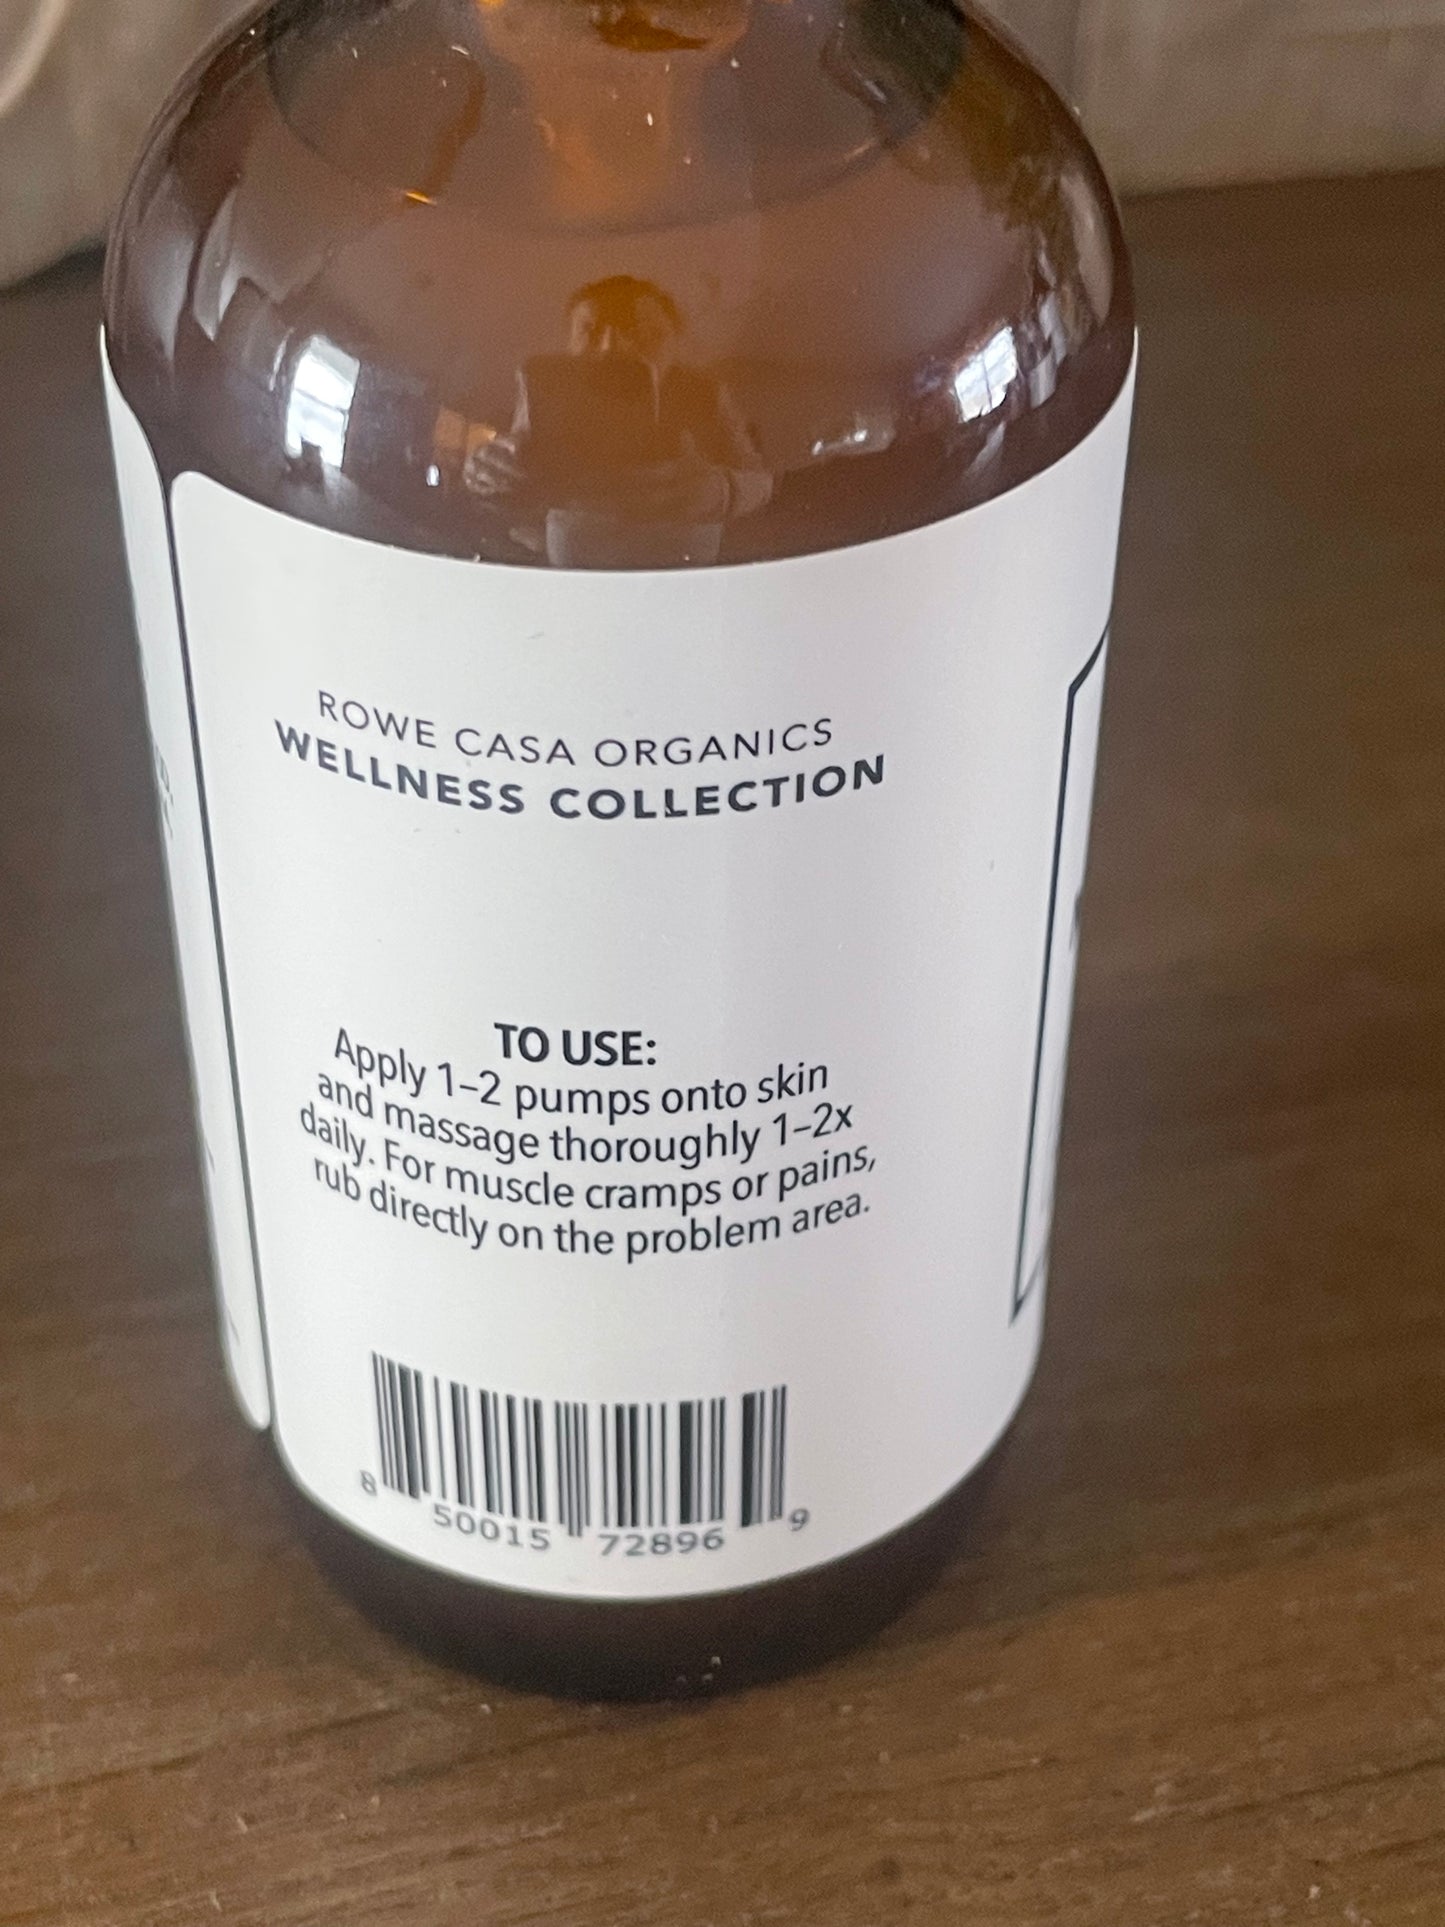 ROWE CASA ORGANICS
WELLNESS COLLECTION
TO USE:
Apply 1–2 pumps onto skin
and massage thoroughly 1–2x
daily. For muscle cramps or pains,
rub directly on the problem area.
8 50015 72896 9